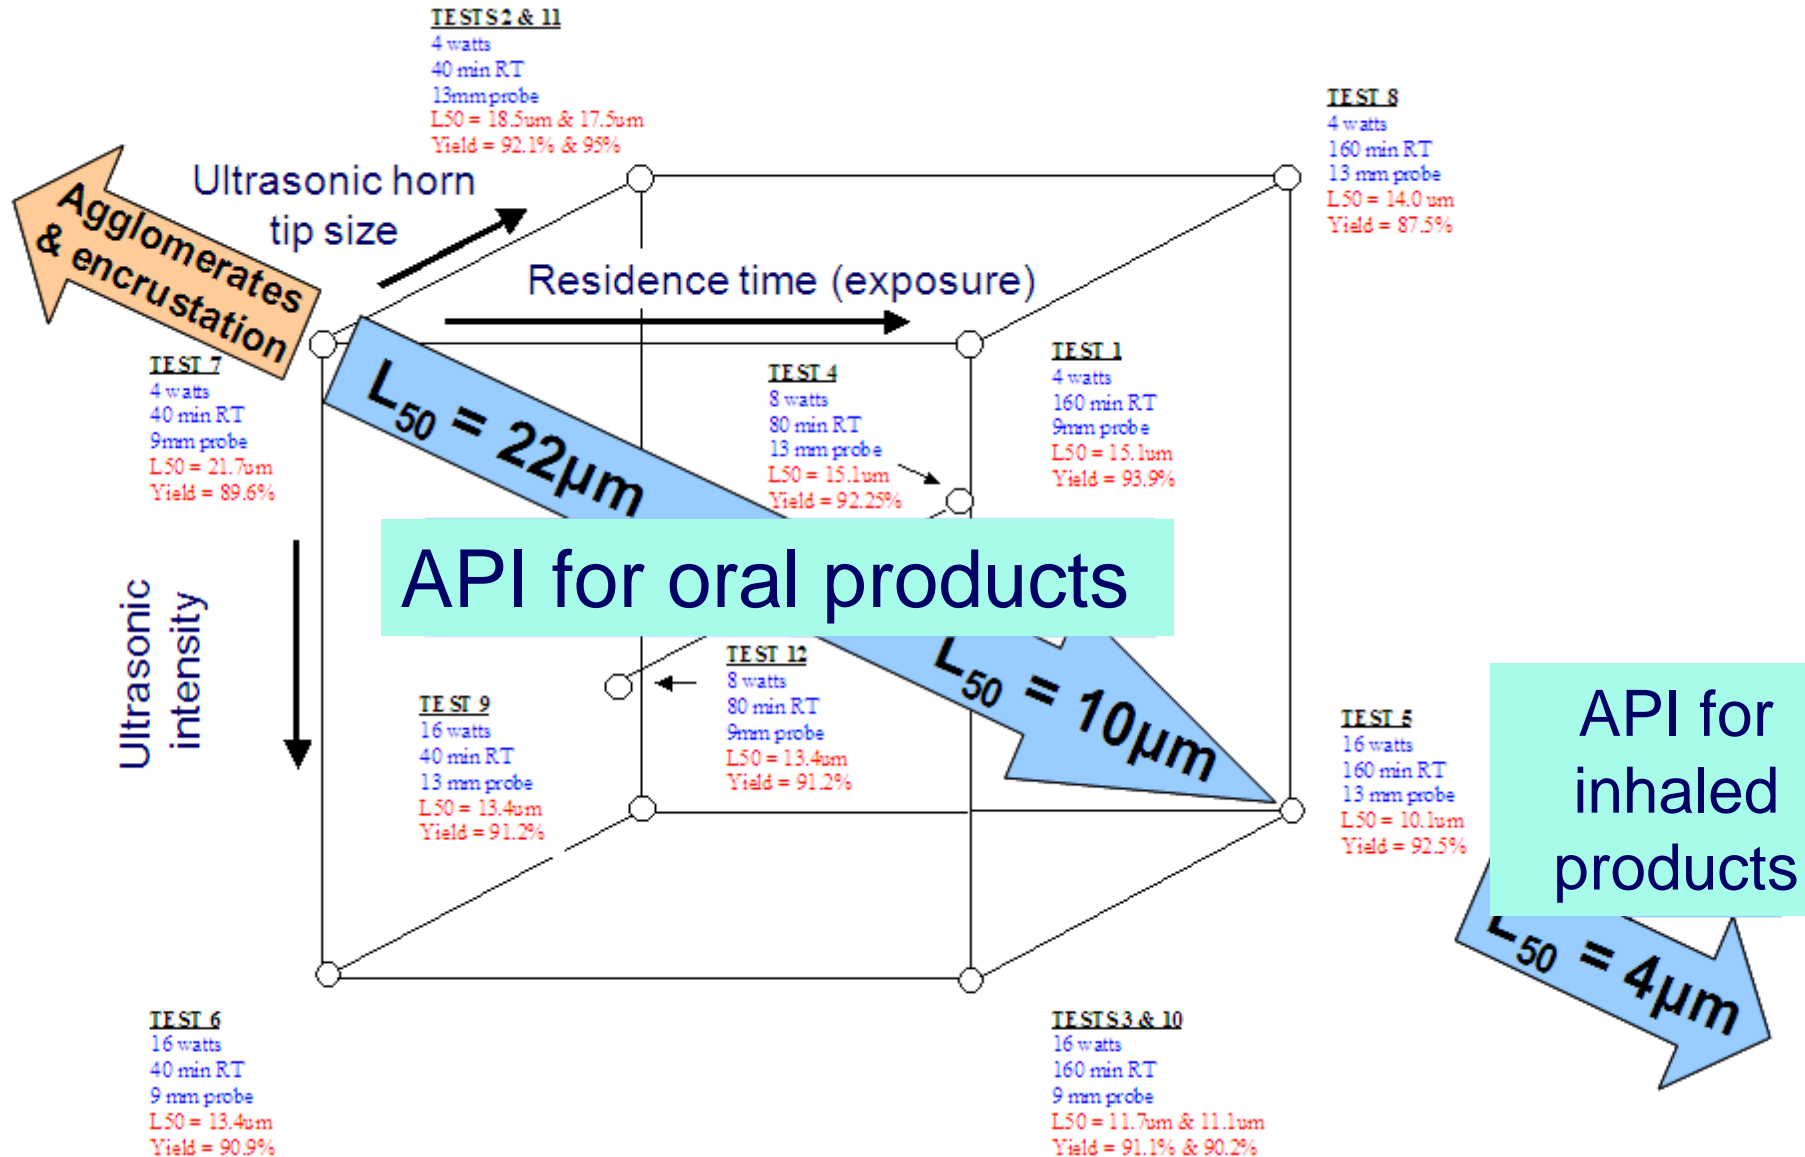 TESTS 2 & 11
4 watts
40 min RT
13mm probe
L50 = 18.5um & 17.5um
Yield = 92.1% & 95%
TEST 8
4 watts
160 min RT
13 mm probe
L50 = 14.0 um
Yield = 87.5%
Agglomerates
& encrustation
Ultrasonic horn
tip size
Residence time (exposure)
TEST 7
4 watts
40 min RT
9mm probe
L50 = 21.7um
Yield = 89.6%
L50 = 22µm
TEST 4
8 watts
80 min RT
13 mm probe
L50 = 15.1um
Yield = 92.25%
TEST 1
4 watts
160 min RT
9mm probe
L50 = 15.1um
Yield = 93.9%
API for oral products
Ultrasonic
intensity
TEST 9
16 watts
40 min RT
13 mm probe
L50 = 13.4um
Yield = 91.2%
TEST 12
8 watts
80 min RT
9mm probe
L50 = 13.4um
Yield = 91.2%
L50 = 10µm
TEST 5
16 watts
160 min RT
13 mm probe
L50 = 10.1um
Yield = 92.5%
API for
inhaled
products
L50 = 4µm
TEST 6
16 watts
40 min RT
9 mm probe
L50 = 13.4um
Yield = 90.9%
TESTS 3 & 10
16 watts
160 min RT
9 mm probe
L50 = 11.7um & 11.1um
Yield = 91.1% & 90.2%